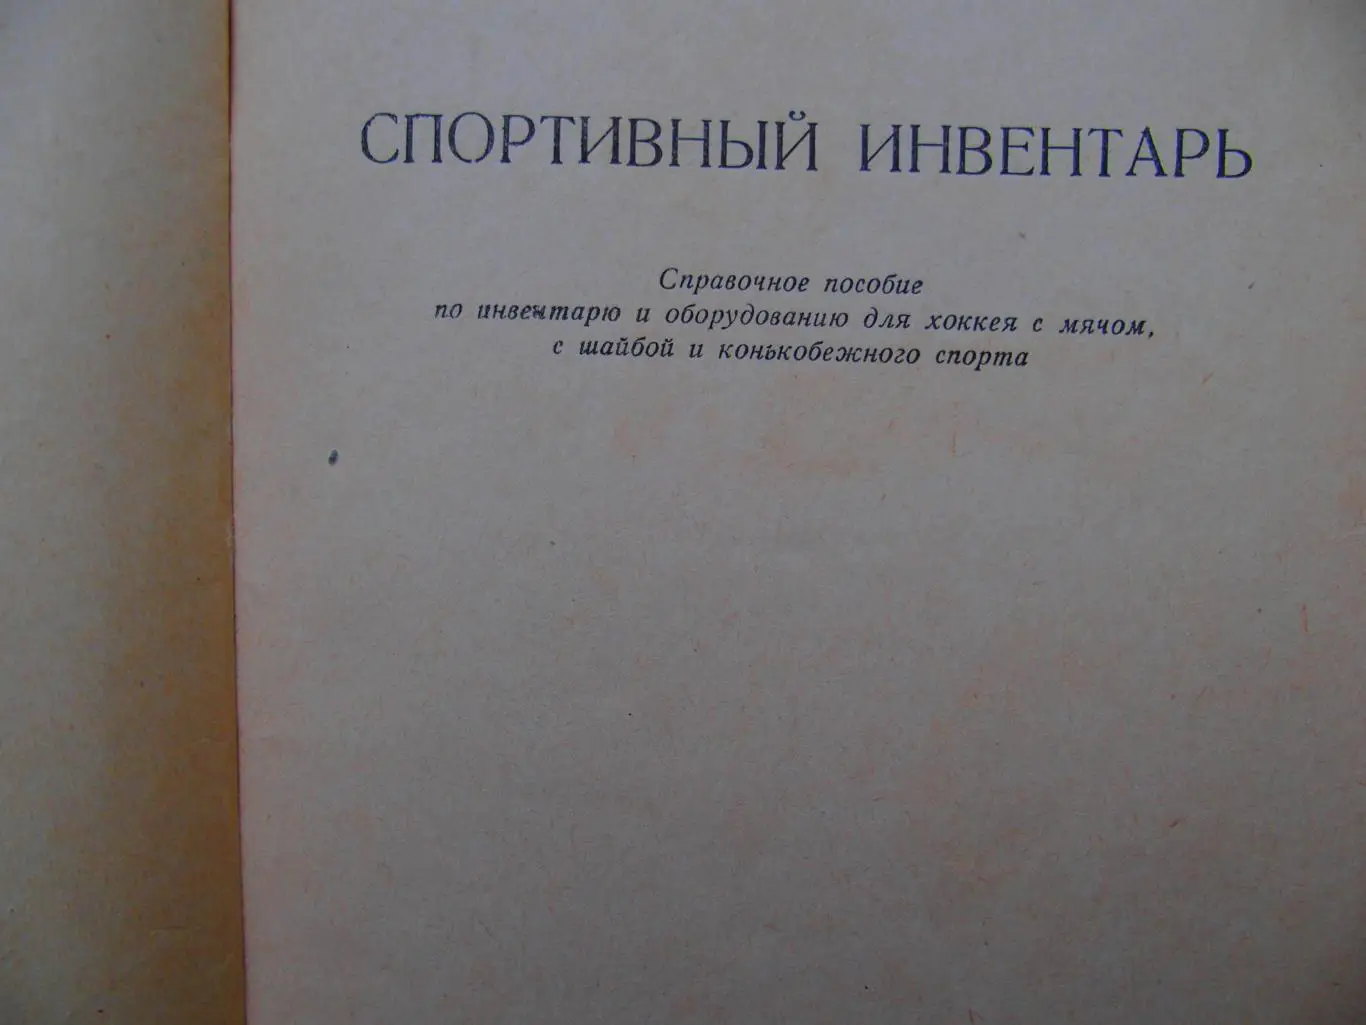 СПОРТИВНЫЙ ИНВЕНТАРЬ
Справочное пособие
по инвентарю и оборудованию для хоккея с мячом,
с шайбой и конькобежного спорта